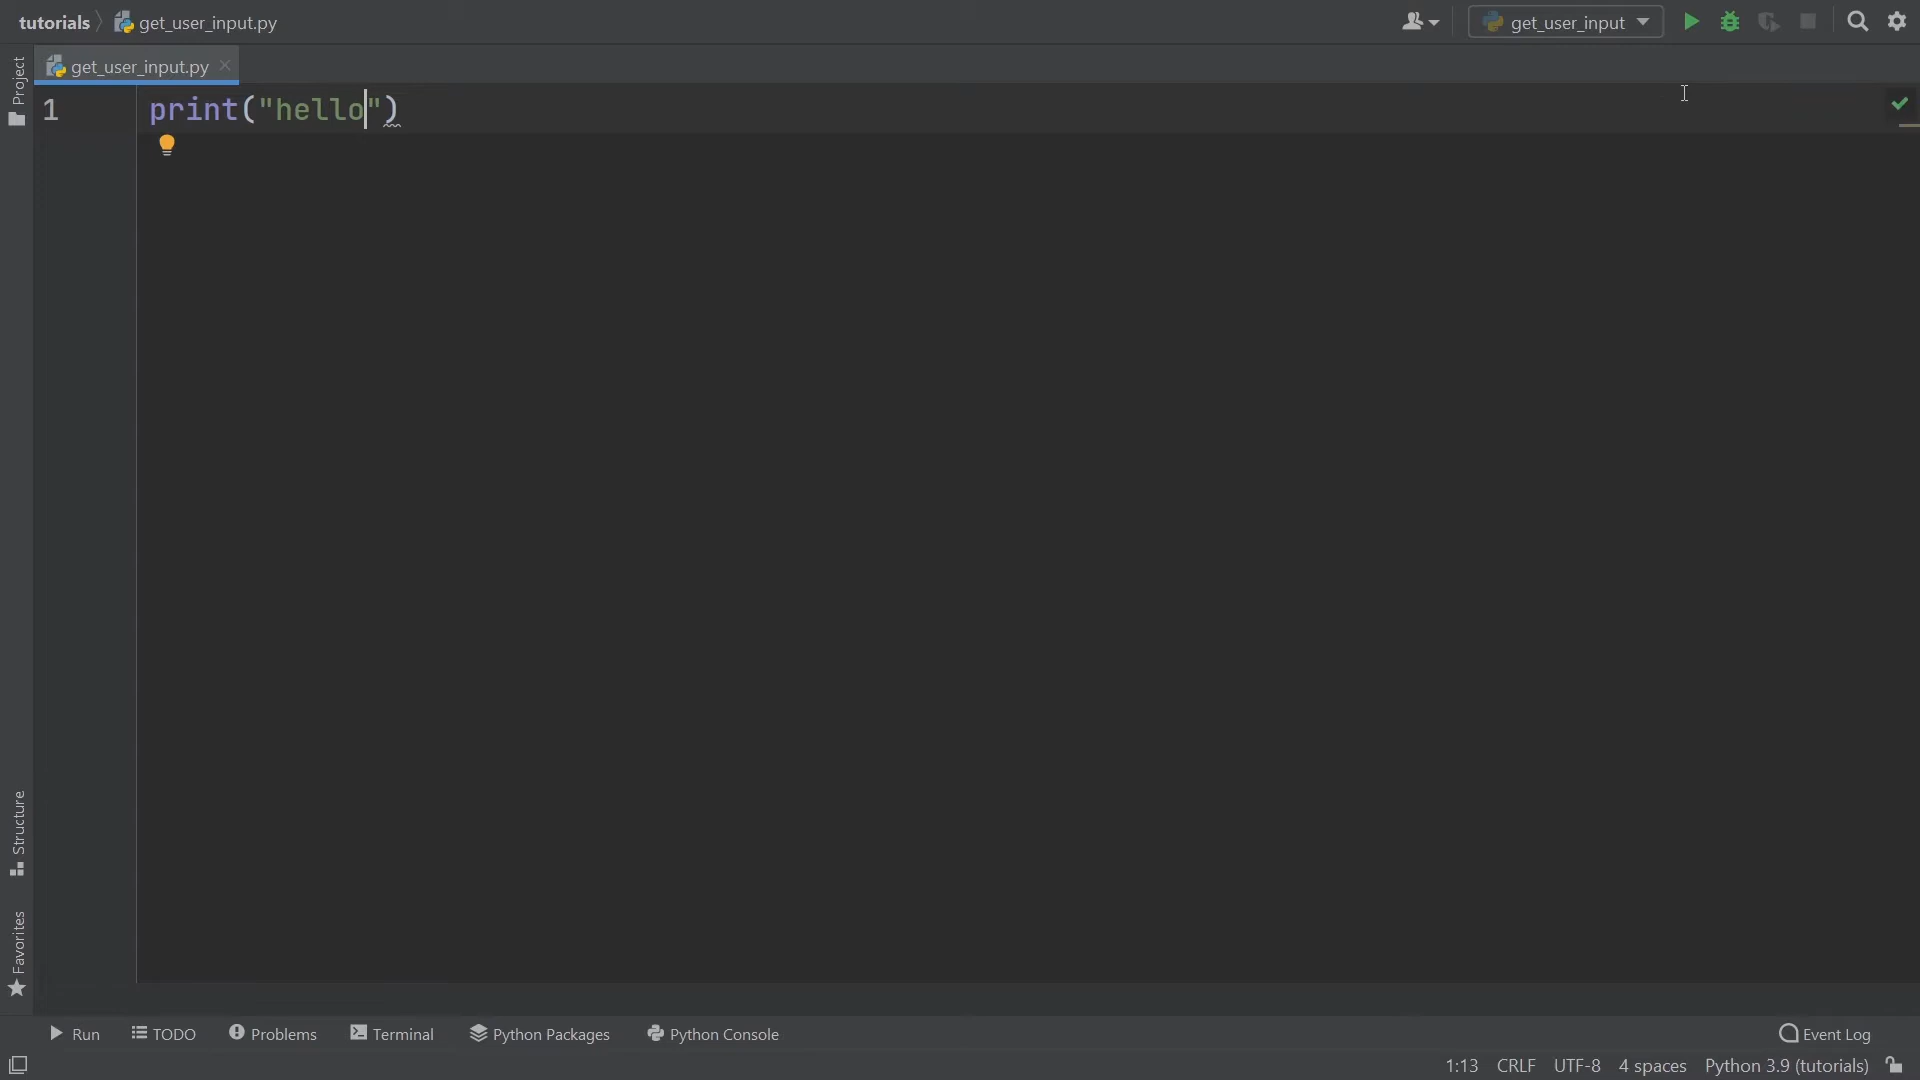 tutorials get_user_input.py
get_user_input
get_user_input.py
Project
1 print("hello")
Structure
Favorites
Run TODO Problems Terminal Python Packages Python Console Event Log
1:13 CRLF UTF-8 4 spaces Python 3.9 (tutorials)